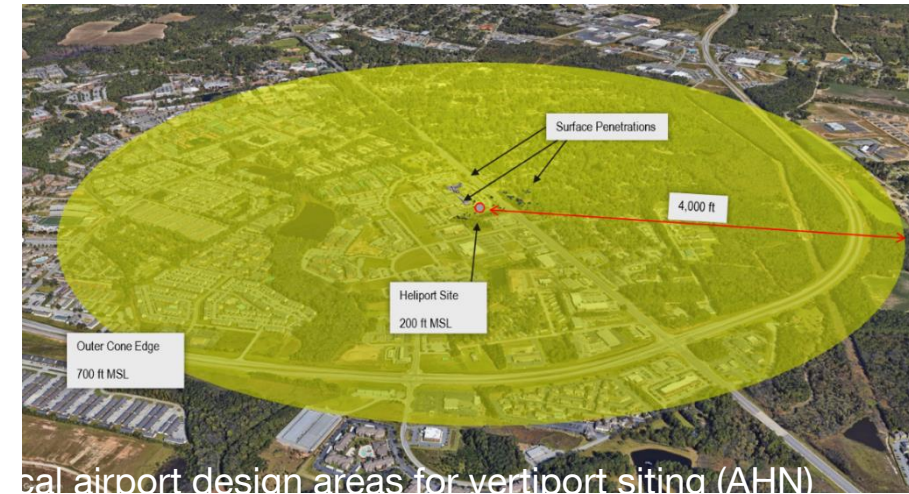 Surface Penetrations
4,000 ft
Heliport Site
200 ft MSL
Outer Cone Edge
700 ft MSL
cal airport design areas for vertiport siting (AHN)